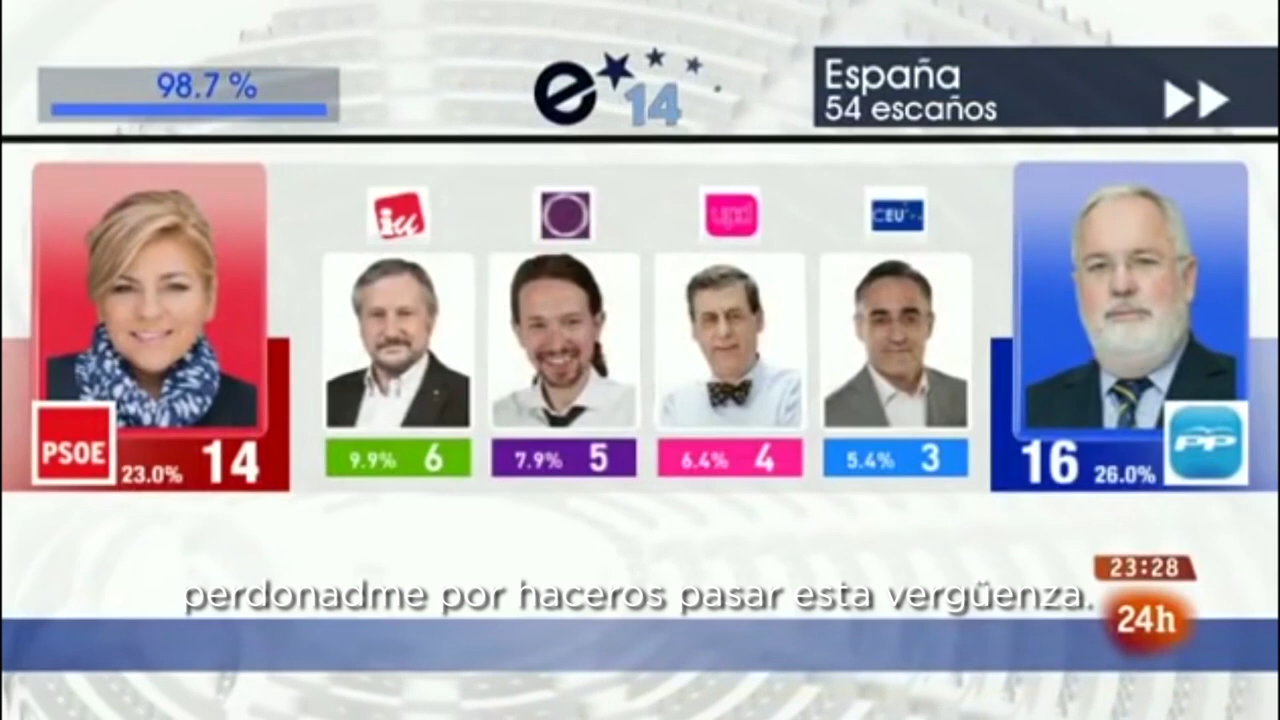 98.7 %
e 14
España
54 escaños
iu
upyd
CEU
PSOE
23.0% 14
9.9% 6
7.9% 5
6.4% 4
5.4% 3
16 26.0%
PP
23:28
perdonadme por haceros pasar esta vergüenza.
24h